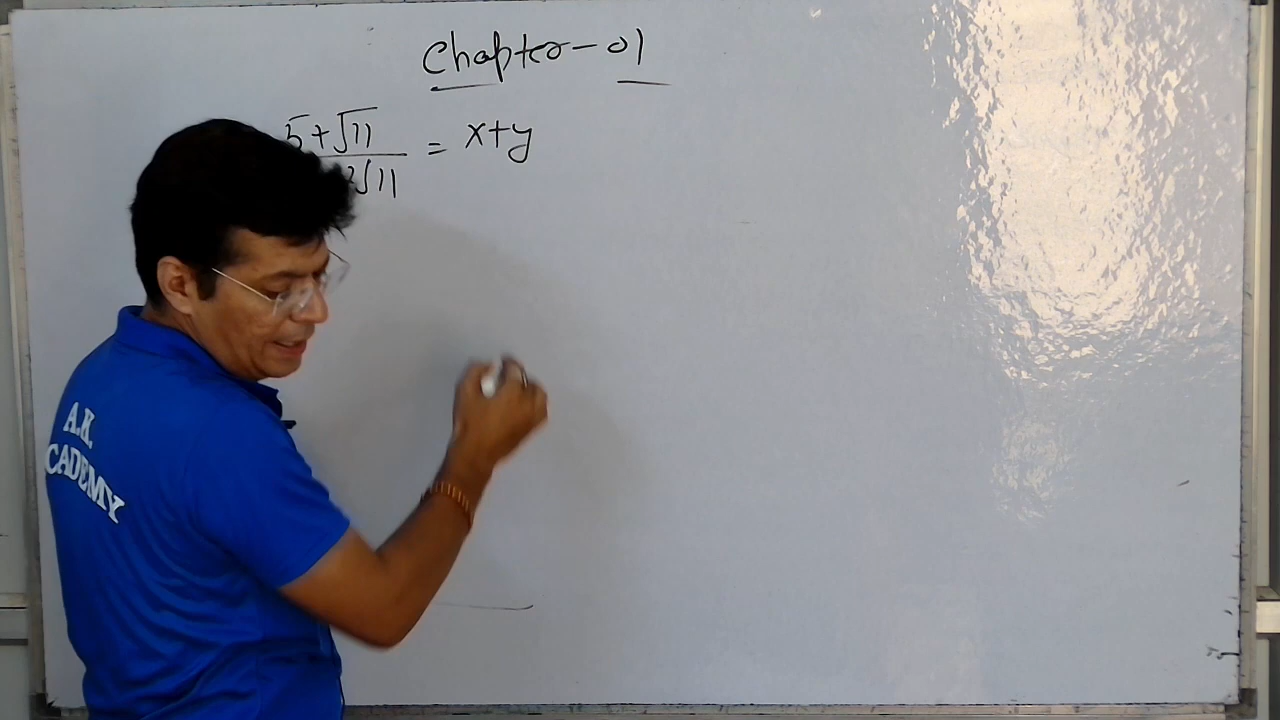 Chapter-01
5+√11 = x+y
2√11
A.K.
CADEMY